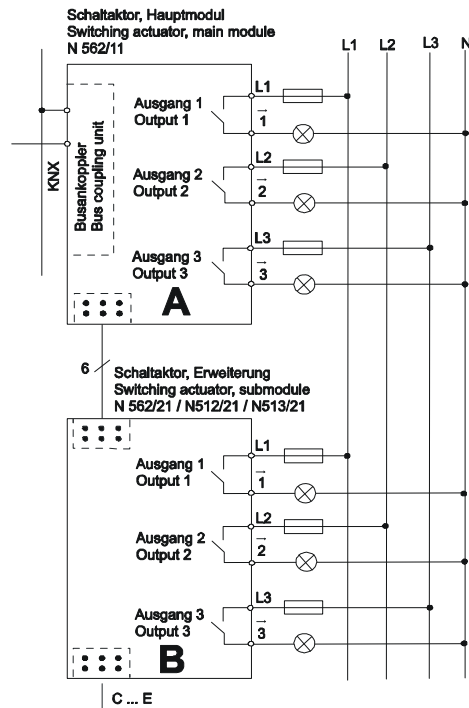 Schaltaktor, Hauptmodul
Switching actuator, main module
N 562/11
L1 L2 L3 N
L1
Ausgang 1
Output 1
1
L2
Ausgang 2
Output 2
2
L3
Ausgang 3
Output 3
3
KNX
Busankoppler
Bus coupling unit
A
6
Schaltaktor, Erweiterung
Switching actuator, submodule
N 562/21 / N512/21 / N513/21
L1
Ausgang 1
Output 1
1
L2
Ausgang 2
Output 2
2
L3
Ausgang 3
Output 3
3
B
C ... E